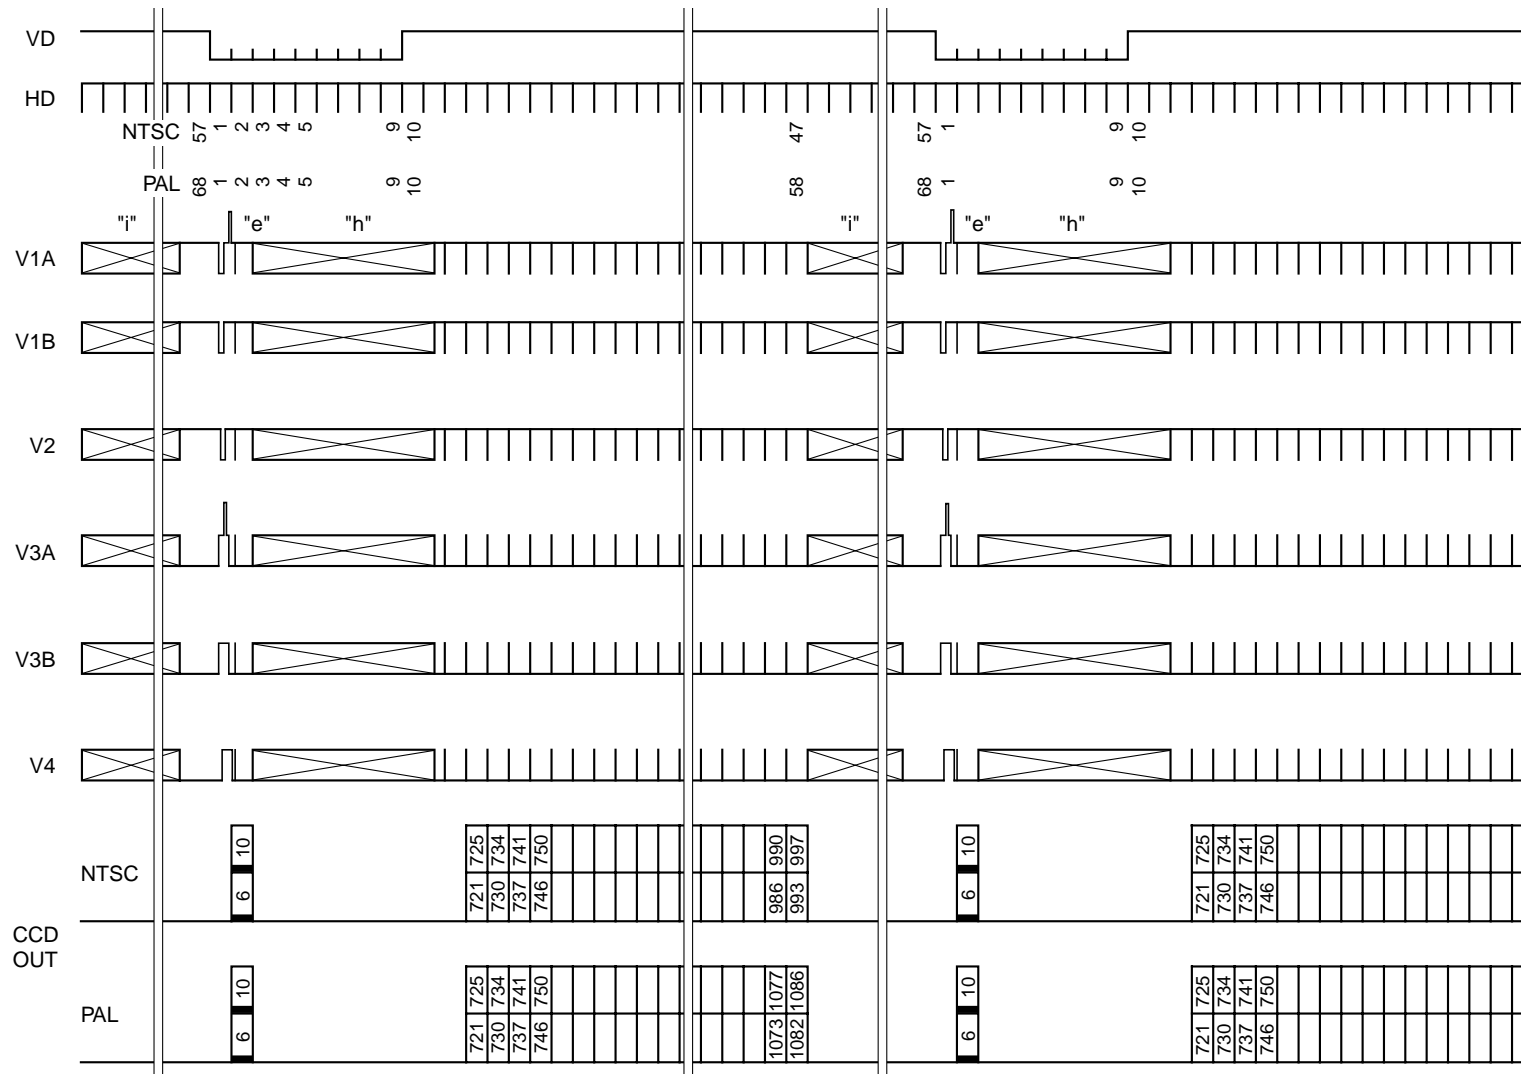 VD
HD
NTSC 57 1 2 3 4 5 9 10 47 57 1 9 10
PAL 68 1 2 3 4 5 9 10 58 68 1 9 10
"i" "e" "h" "i" "e" "h"
V1A
V1B
V2
V3A
V3B
V4
10 725 734 741 750 990 997 10 725 734 741 750
NTSC
6 721 730 737 746 986 993 6 721 730 737 746
CCD
OUT
10 725 734 741 750 1077 1086 10 725 734 741 750
PAL
6 721 730 737 746 1073 1082 6 721 730 737 746